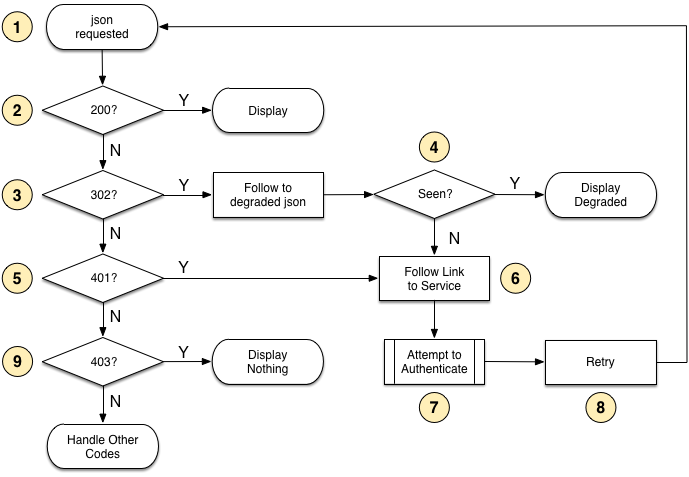 1
json
requested
2
200?
Y
Display
N
4
3
302?
Y
Follow to
degraded json
Seen?
Y
Display
Degraded
N
N
5
401?
Y
Follow Link
to Service
6
N
9
403?
Y
Display
Nothing
Attempt to
Authenticate
Retry
N
7
8
Handle Other
Codes